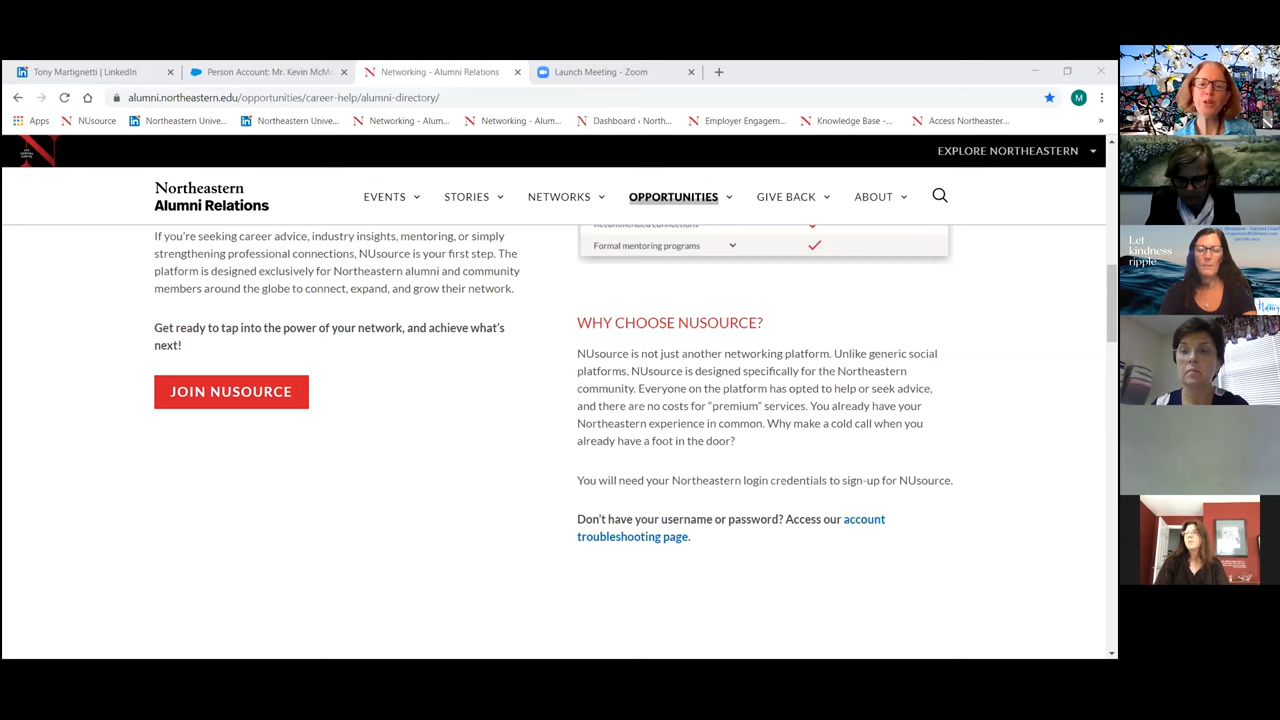 Tony Martignetti | LinkedIn
Person Account: Mr. Kevin McM
Networking - Alumni Relations
Launch Meeting - Zoom
alumni.northeastern.edu/opportunities/career-help/alumni-directory/
M
Apps
NUsource
Northeastern Unive...
Northeastern Unive...
Networking - Alum...
Networking - Alum...
Dashboard ‹ North...
Employer Engagem...
Knowledge Base -...
Access Northeaster...
»
EXPLORE NORTHEASTERN
Northeastern
Alumni Relations
EVENTS
STORIES
NETWORKS
OPPORTUNITIES
GIVE BACK
ABOUT
If you're seeking career advice, industry insights, mentoring, or simply
strengthening professional connections, NUsource is your first step. The
platform is designed exclusively for Northeastern alumni and community
members around the globe to connect, expand, and grow their network.
Get ready to tap into the power of your network, and achieve what's
next!
JOIN NUSOURCE
Recommended connections
Formal mentoring programs
WHY CHOOSE NUSOURCE?
NUsource is not just another networking platform. Unlike generic social
platforms, NUsource is designed specifically for the Northeastern
community. Everyone on the platform has opted to help or seek advice,
and there are no costs for “premium” services. You already have your
Northeastern experience in common. Why make a cold call when you
already have a foot in the door?
You will need your Northeastern login credentials to sign-up for NUsource.
Don't have your username or password? Access our account
troubleshooting page.
Let
kindness
ripple